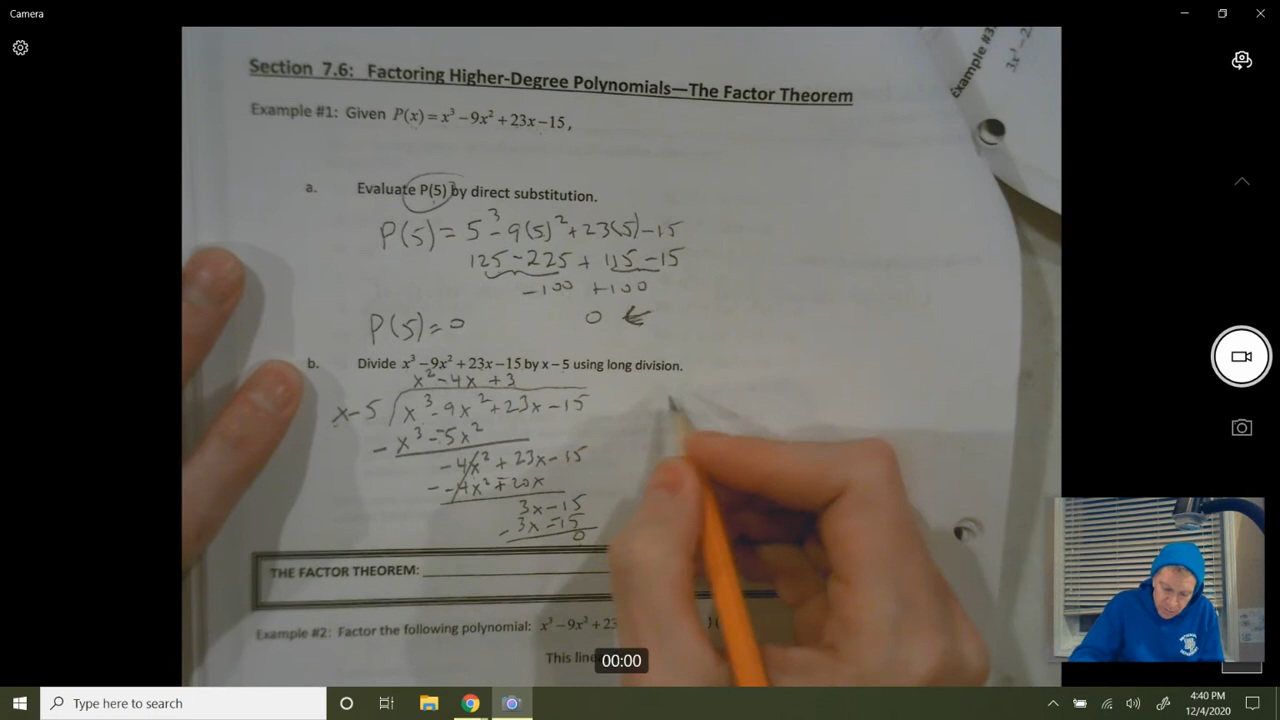 Camera
Section 7.6: Factoring Higher-Degree Polynomials—The Factor Theorem
Example #1: Given P(x) = x³ − 9x² + 23x − 15,
a. Evaluate P(5) by direct substitution.
P(5) = 5³ − 9(5)² + 23(5) − 15
125 − 225 + 115 − 15
−100 +100
0 ←
P(5) = 0
b. Divide x³ − 9x² + 23x − 15 by x − 5 using long division.
x² − 4x + 3
x − 5 x³ − 9x² + 23x − 15
− x³ − 5x²
− 4x² + 23x − 15
− −4x² + 20x
3x − 15
− 3x − 15
0
THE FACTOR THEOREM:
Example #2: Factor the following polynomial: x³ − 9x² + 23
This line
Example #3
3x³ − 2
00:00
Type here to search
4:40 PM
12/4/2020